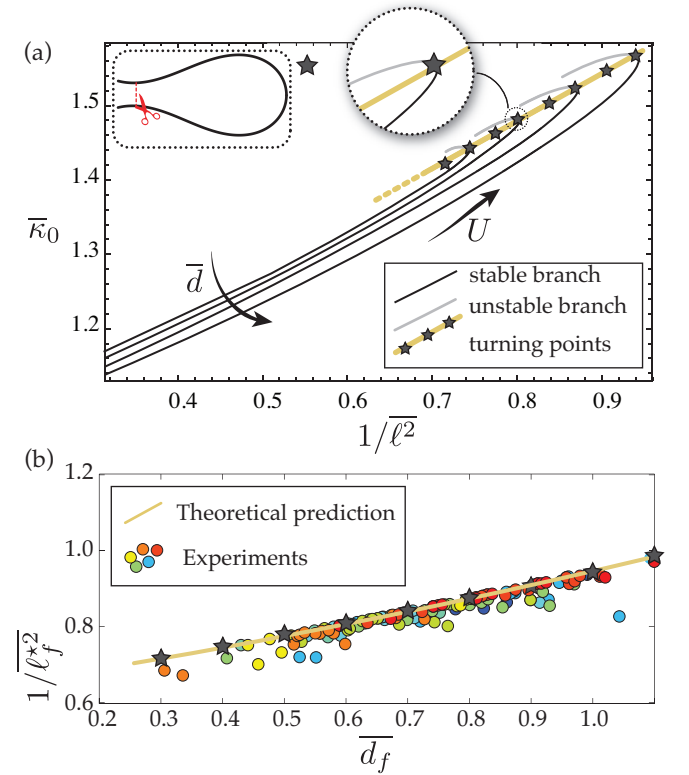 (a)
1.5
1.4
κ̅₀
1.3
1.2
d̅
U
stable branch
unstable branch
turning points
0.4 0.5 0.6 0.7 0.8 0.9
1/ℓ̅²
(b)
1.2
1.0
0.8
0.6
1/ℓ̅_f^⋆2
Theoretical prediction
Experiments
0.2 0.3 0.4 0.5 0.6 0.7 0.8 0.9 1.0
d̅_f